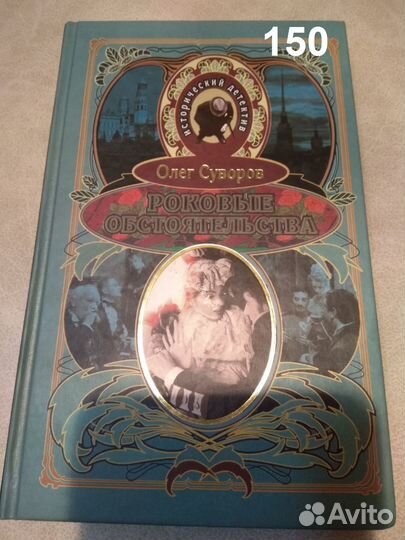 150
исторический детектив
Олег Суворов
РОКОВЫЕ
ОБСТОЯТЕЛЬСТВА
Avito